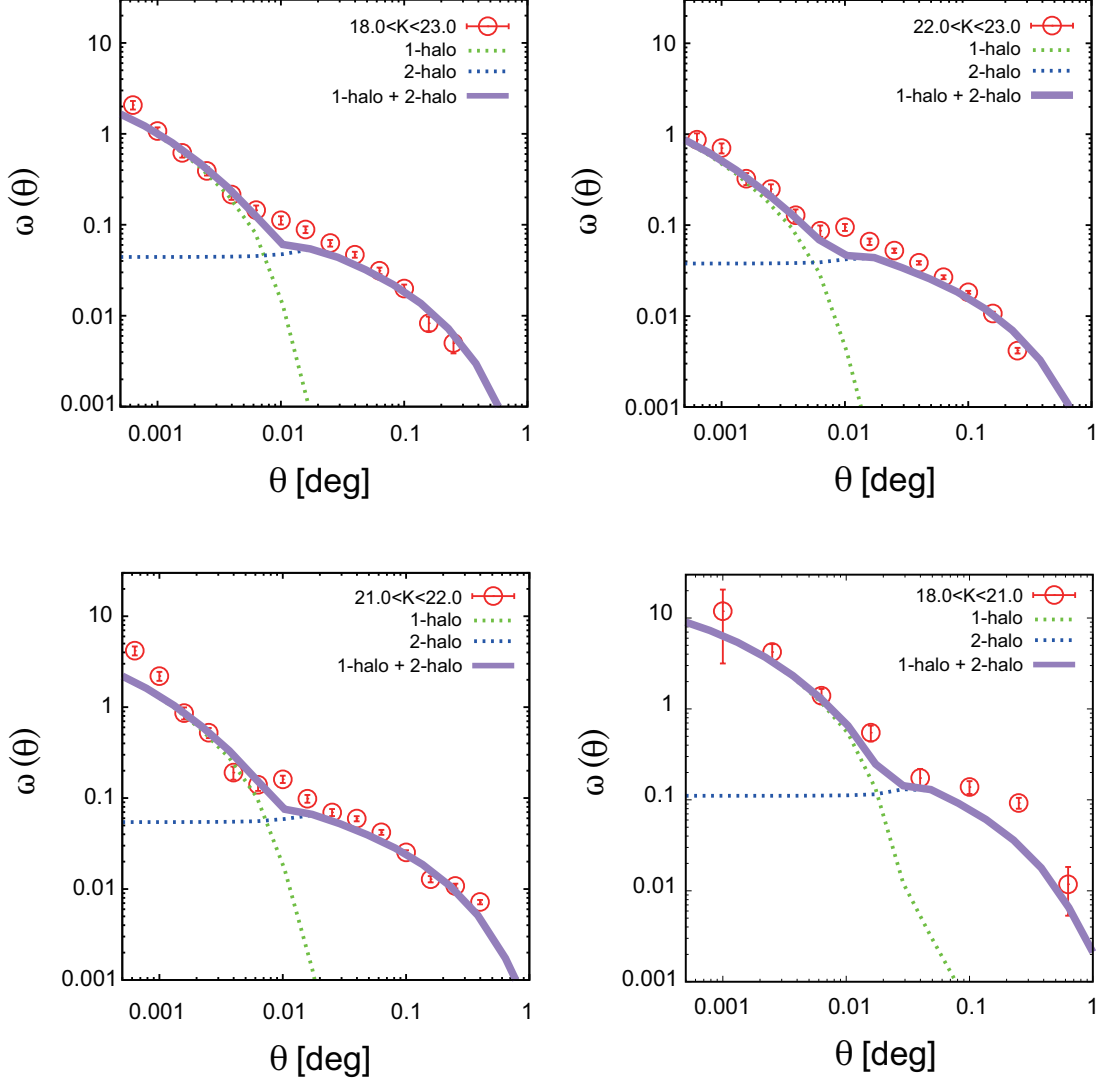 10
1
0.1
0.01
0.001
ω (θ)
18.0<K<23.0
1-halo
2-halo
1-halo + 2-halo
0.001 0.01 0.1 1
θ [deg]
10
1
0.1
0.01
0.001
ω (θ)
22.0<K<23.0
1-halo
2-halo
1-halo + 2-halo
0.001 0.01 0.1 1
θ [deg]
10
1
0.1
0.01
0.001
ω (θ)
21.0<K<22.0
1-halo
2-halo
1-halo + 2-halo
0.001 0.01 0.1 1
θ [deg]
10
1
0.1
0.01
0.001
ω (θ)
18.0<K<21.0
1-halo
2-halo
1-halo + 2-halo
0.001 0.01 0.1 1
θ [deg]